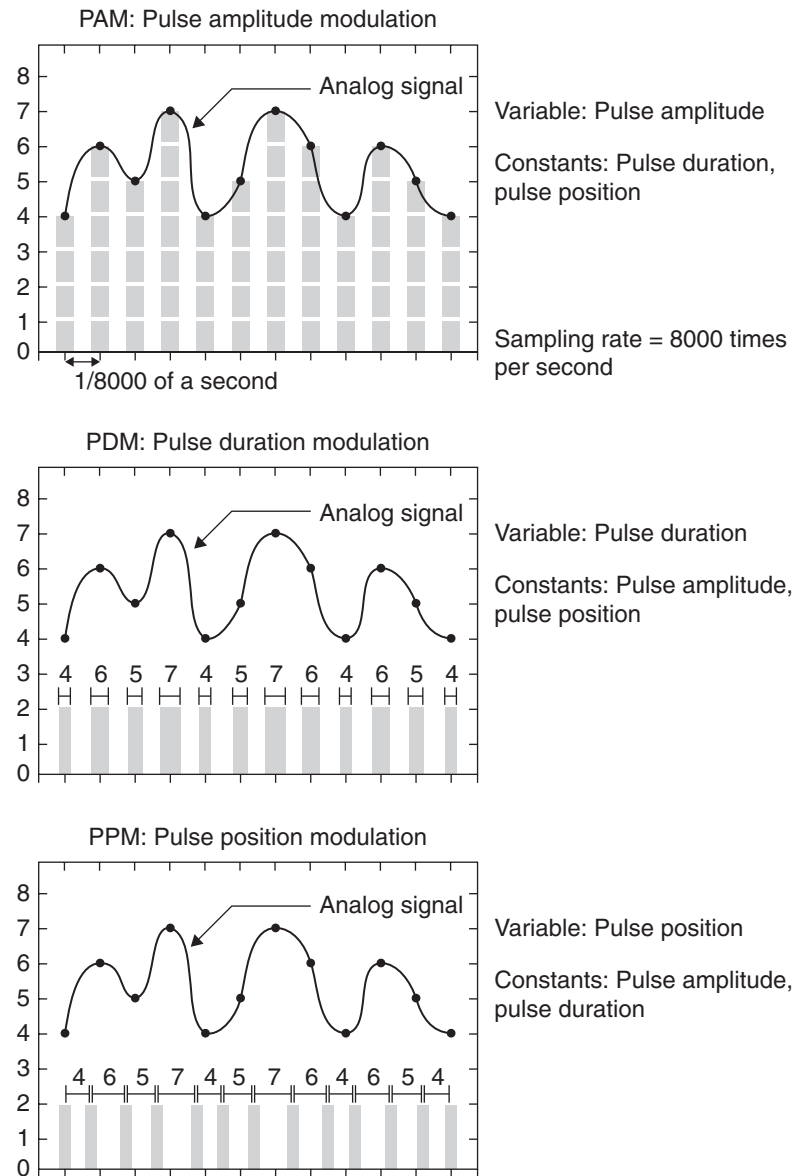 PAM: Pulse amplitude modulation
8
7
6
5
4
3
2
1
0
Analog signal
1/8000 of a second
Variable: Pulse amplitude
Constants: Pulse duration,
pulse position
Sampling rate = 8000 times
per second
PDM: Pulse duration modulation
8
7
6
5
4
3
2
1
0
Analog signal
4 6 5 7 4 5 7 6 4 6 5 4
Variable: Pulse duration
Constants: Pulse amplitude,
pulse position
PPM: Pulse position modulation
8
7
6
5
4
3
2
1
0
Analog signal
4 6 5 7 4 5 7 6 4 6 5 4
Variable: Pulse position
Constants: Pulse amplitude,
pulse duration